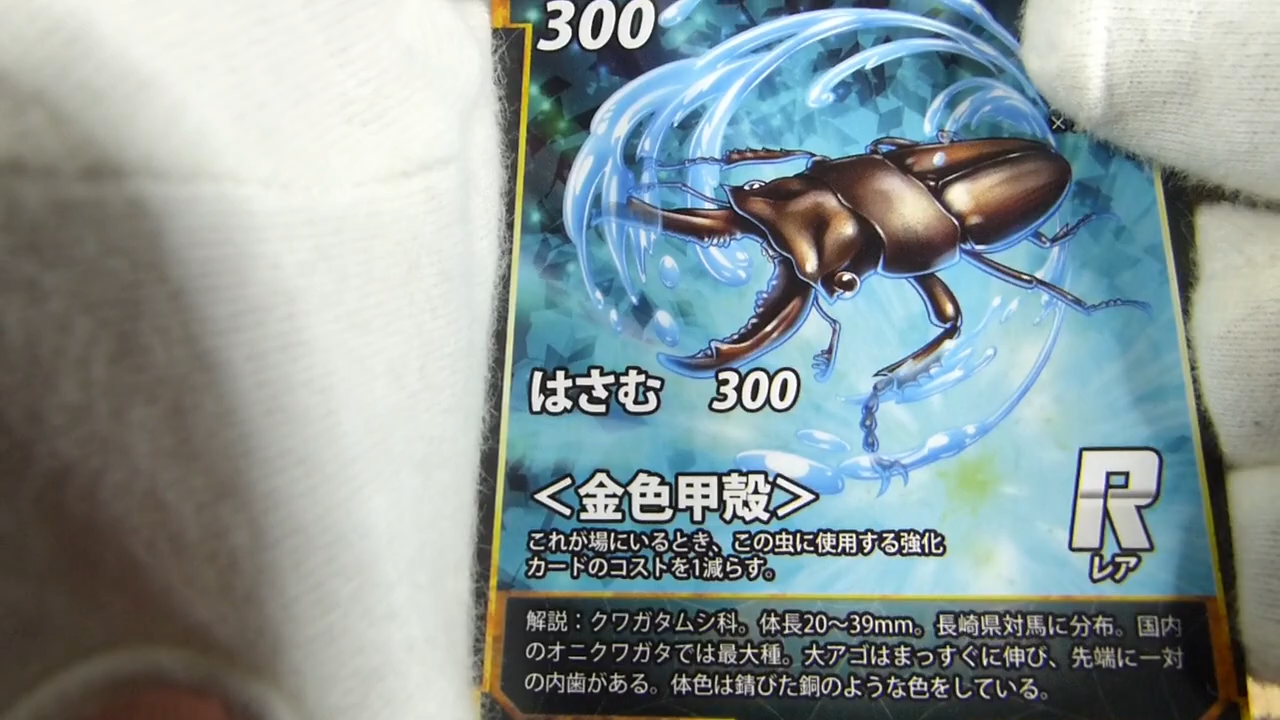 300
はさむ 300
＜金色甲殻＞
これが場にいるとき、この虫に使用する強化
カードのコストを1減らす。
R
レア
解説：クワガタムシ科。体長20〜39mm。長崎県対馬に分布。国内
のオニクワガタでは最大種。大アゴはまっすぐに伸び、先端に一対
の内歯がある。体色は錆びた銅のような色をしている。